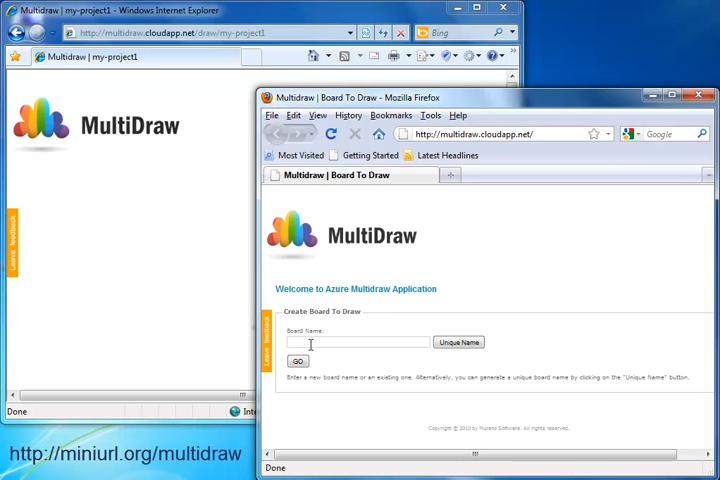 Multidraw | my-project1 - Windows Internet Explorer
http://multidraw.cloudapp.net/draw/my-project1
Bing
Multidraw | my-project1
MultiDraw
Leave feedback
Done
Inte
http://miniurl.org/multidraw
Multidraw | Board To Draw - Mozilla Firefox
File Edit View History Bookmarks Tools Help
http://multidraw.cloudapp.net/
Google
Most Visited Getting Started Latest Headlines
Multidraw | Board To Draw
MultiDraw
Welcome to Azure Multidraw Application
Create Board To Draw
Board Name:
Unique Name
GO
Enter a new board name or an existing one. Alternatively, you can generate a unique board name by clicking on the "Unique Name" button.
Leave feedback
Copyright © 2010 by Murano Software. All rights reserved.
Done